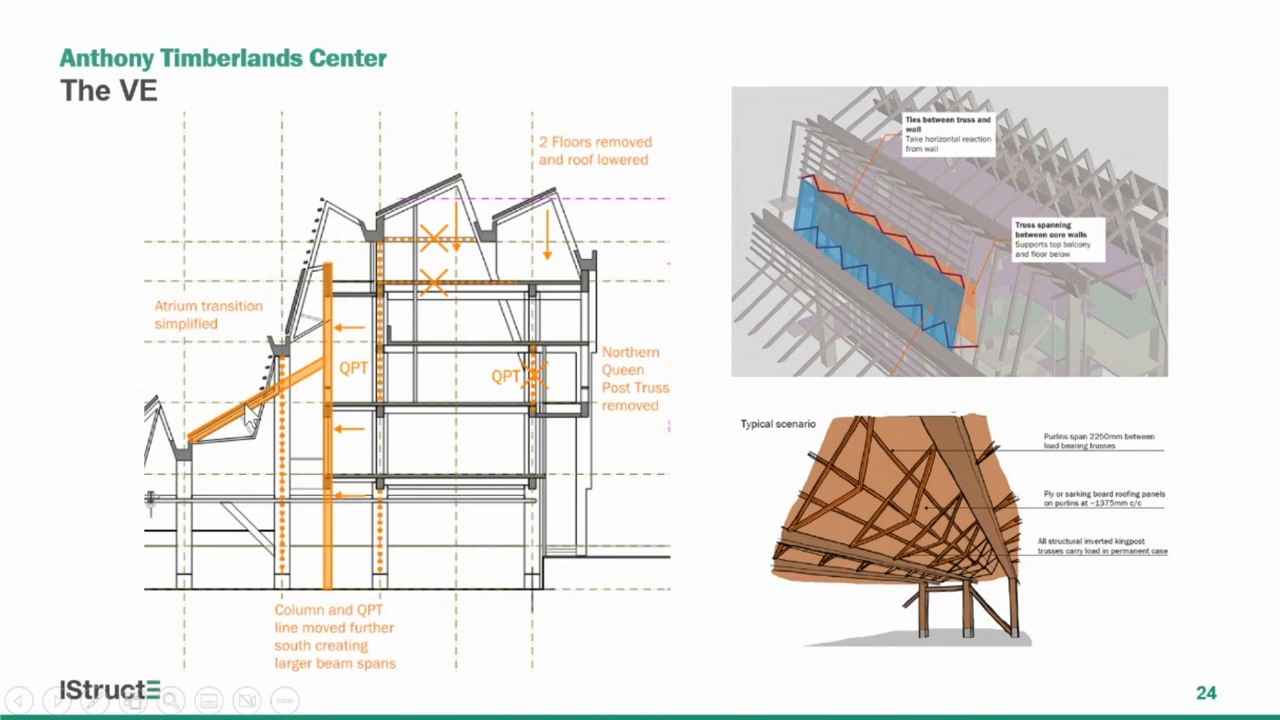 Anthony Timberlands Center
The VE
2 Floors removed
and roof lowered
Atrium transition
simplified
QPT
QPT
Northern
Queen
Post Truss
removed
Column and QPT
line moved further
south creating
larger beam spans
Ties between truss and
wall
Take horizontal reaction
from wall
Truss spanning
between core walls
Supports top balcony
and floor below
Typical scenario
Purlins span 2250mm between
load bearing trusses
Ply or sarking board roofing panels
on purlins at ~1375mm c/c
All structural inverted kingpost
trusses carry load in permanent case
IStructE
24